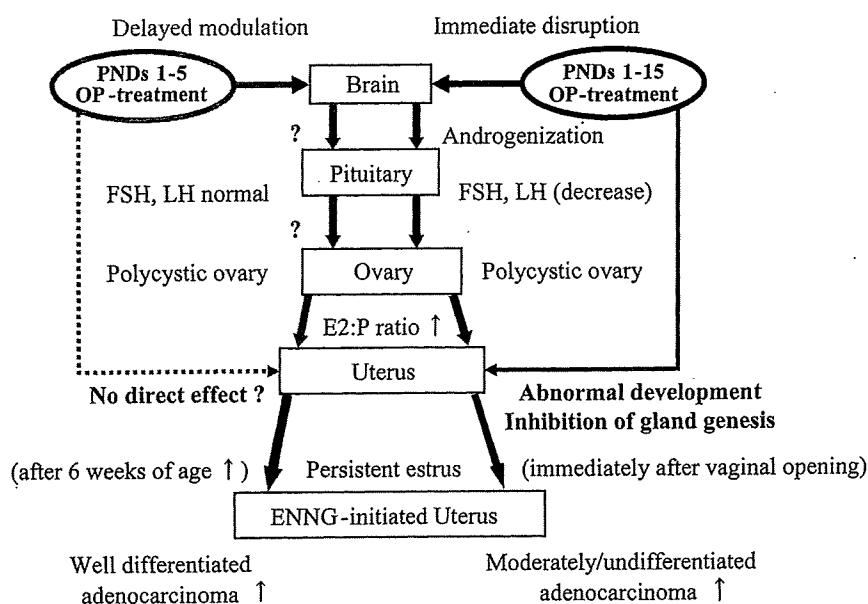 Delayed modulation
Immediate disruption
PNDs 1-5
OP-treatment
Brain
PNDs 1-15
OP-treatment
?
Androgenization
Pituitary
FSH, LH normal
FSH, LH (decrease)
?
Polycystic ovary
Ovary
Polycystic ovary
E2:P ratio ↑
Uterus
No direct effect ?
Abnormal development
Inhibition of gland genesis
(after 6 weeks of age ↑)
Persistent estrus
(immediately after vaginal opening)
ENNG-initiated Uterus
Well differentiated
adenocarcinoma ↑
Moderately/undifferentiated
adenocarcinoma ↑